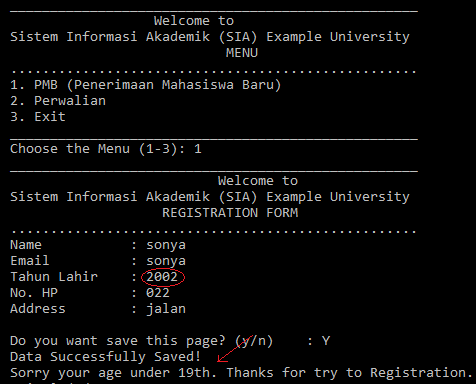 Welcome to
Sistem Informasi Akademik (SIA) Example University
MENU
....................................................
1. PMB (Penerimaan Mahasiswa Baru)
2. Perwalian
3. Exit
Choose the Menu (1-3): 1
Welcome to
Sistem Informasi Akademik (SIA) Example University
REGISTRATION FORM
....................................................
Name : sonya
Email : sonya
Tahun Lahir : 2002
No. HP : 022
Address : jalan
Do you want save this page? (y/n) : Y
Data Successfully Saved!
Sorry your age under 19th. Thanks for try to Registration.